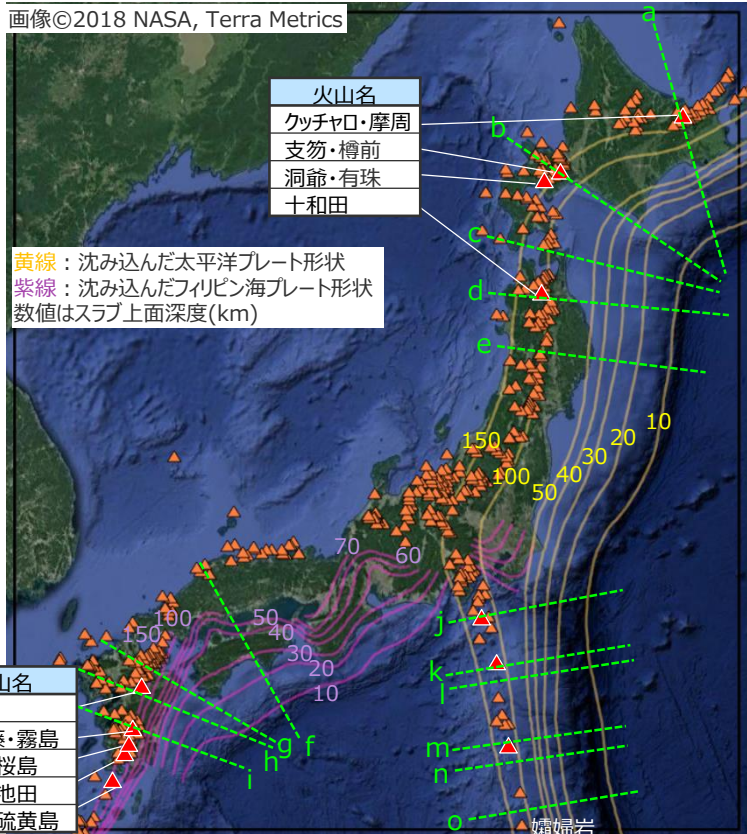 画像©2018 NASA, Terra Metrics
a
火山名
クッチャロ・摩周
支笏・樽前
洞爺・有珠
十和田
b
c
黄線：沈み込んだ太平洋プレート形状
紫線：沈み込んだフィリピン海プレート形状
数値はスラブ上面深度(km)
d
e
150
100
50
40
30
20
10
70
60
50
40
30
20
10
100
150
j
k
l
m
n
o
g
f
h
i
山名
・霧島
桜島
池田
硫黄島
孀婦岩